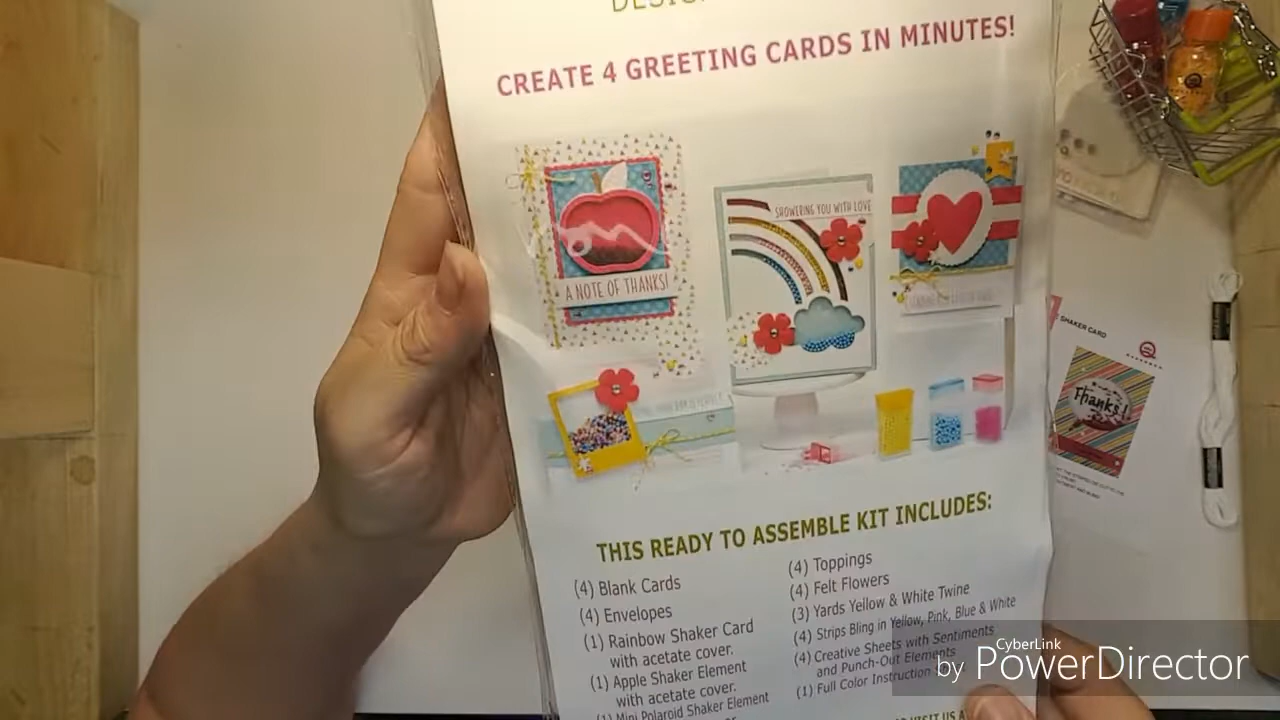 CREATE 4 GREETING CARDS IN MINUTES!
A NOTE OF THANKS!
SHOWERING YOU WITH LOVE
SHAKER CARD
Thanks!
THIS READY TO ASSEMBLE KIT INCLUDES:
(4) Blank Cards
(4) Envelopes
(1) Rainbow Shaker Card
with acetate cover.
(1) Apple Shaker Element
with acetate cover.
(1) Mini Polaroid Shaker Element
(4) Toppings
(4) Felt Flowers
(3) Yards Yellow & White Twine
(4) Strips Bling in Yellow, Pink, Blue & White
(4) Creative Sheets with Sentiments
and Punch-Out Elements
(1) Full Color Instruction
CyberLink
by PowerDirector